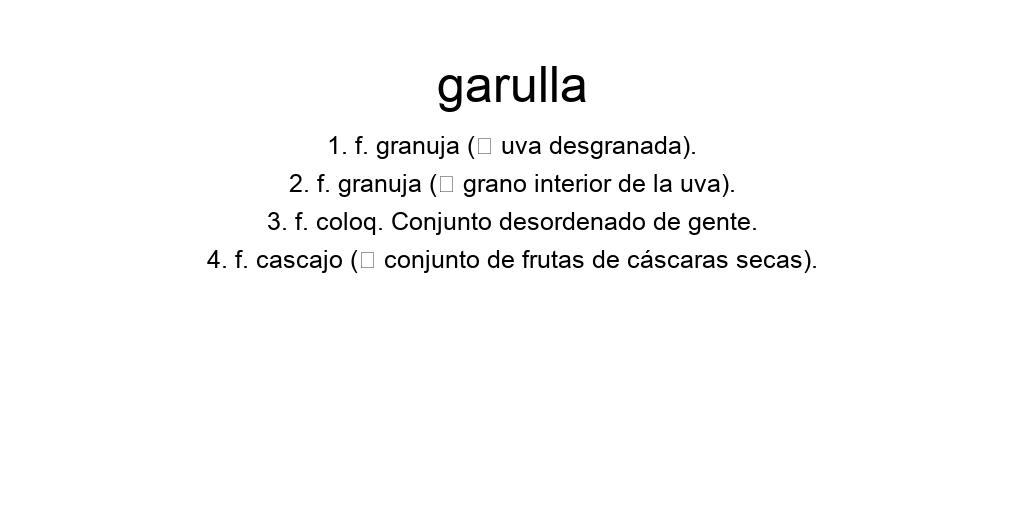 garulla
1. f. granuja (▯ uva desgranada).
2. f. granuja (▯ grano interior de la uva).
3. f. coloq. Conjunto desordenado de gente.
4. f. cascajo (▯ conjunto de frutas de cáscaras secas).